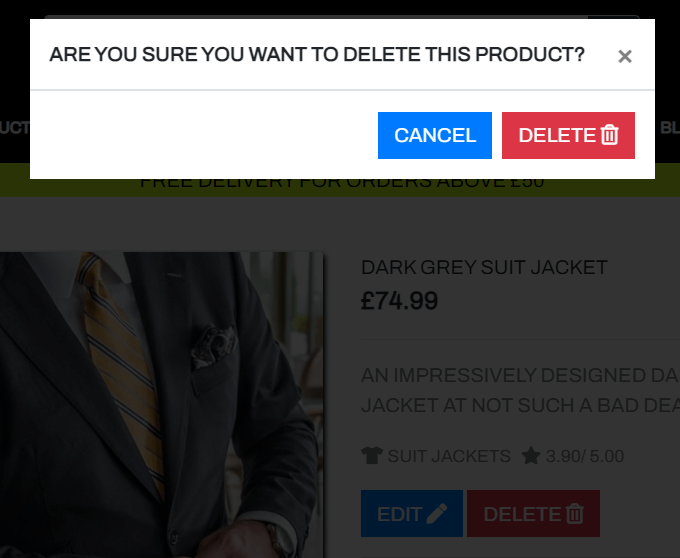 ARE YOU SURE YOU WANT TO DELETE THIS PRODUCT? ×
CANCEL DELETE
FREE DELIVERY FOR ORDERS ABOVE £50
DARK GREY SUIT JACKET
£74.99
AN IMPRESSIVELY DESIGNED
JACKET AT NOT SUCH A BAD
SUIT JACKETS 3.90/ 5.00
EDIT DELETE